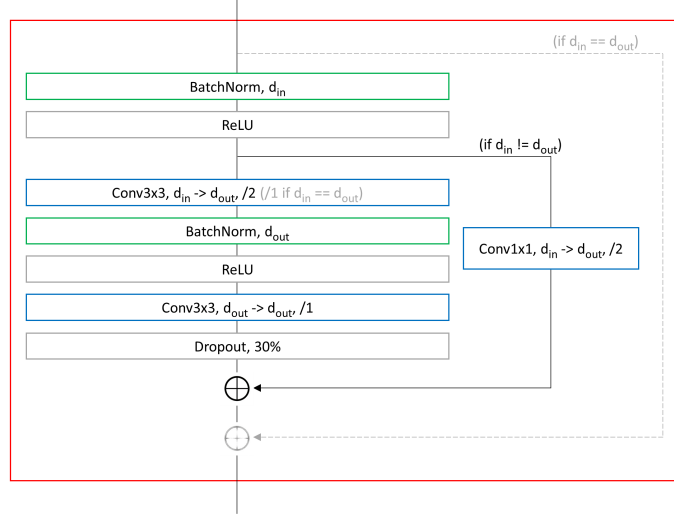 (if d_in == d_out)
BatchNorm, d_in
ReLU
(if d_in != d_out)
Conv3x3, d_in -> d_out, /2 (/1 if d_in == d_out)
BatchNorm, d_out
Conv1x1, d_in -> d_out, /2
ReLU
Conv3x3, d_out -> d_out, /1
Dropout, 30%